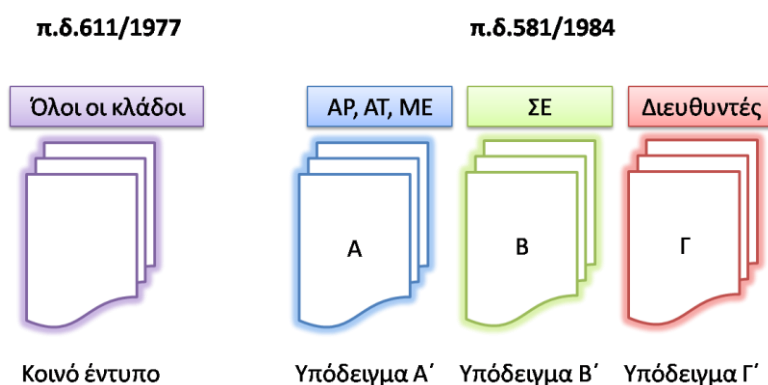 π.δ.611/1977
π.δ.581/1984
Όλοι οι κλάδοι
ΑΡ, ΑΤ, ΜΕ
ΣΕ
Διευθυντές
Α
Β
Γ
Κοινό έντυπο
Υπόδειγμα Α΄
Υπόδειγμα Β΄
Υπόδειγμα Γ΄